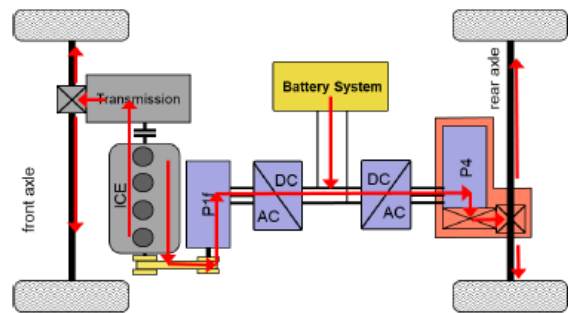 Transmission
Battery System
rear axle
front axle
ICE
P1f
DC
AC
DC
AC
P4